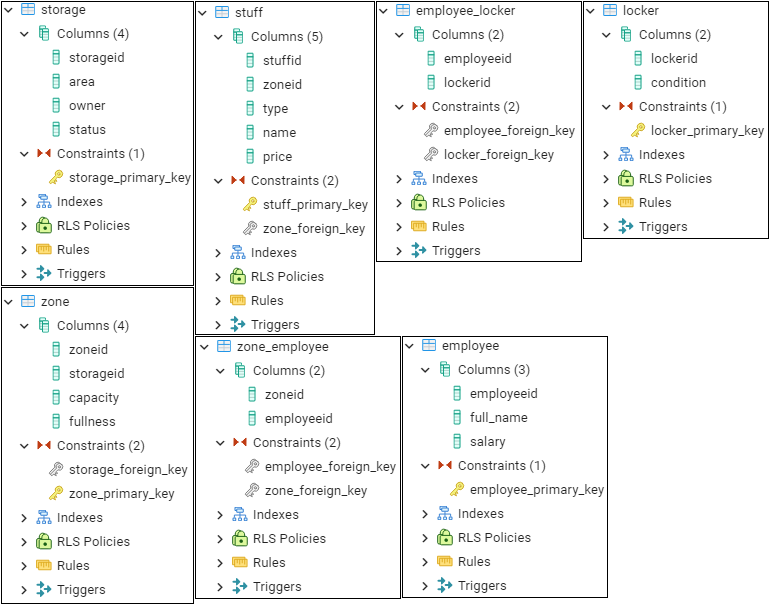 storage
Columns (4)
storageid
area
owner
status
Constraints (1)
storage_primary_key
Indexes
RLS Policies
Rules
Triggers
stuff
Columns (5)
stuffid
zoneid
type
name
price
Constraints (2)
stuff_primary_key
zone_foreign_key
Indexes
RLS Policies
Rules
Triggers
employee_locker
Columns (2)
employeeid
lockerid
Constraints (2)
employee_foreign_key
locker_foreign_key
Indexes
RLS Policies
Rules
Triggers
locker
Columns (2)
lockerid
condition
Constraints (1)
locker_primary_key
Indexes
RLS Policies
Rules
Triggers
zone
Columns (4)
zoneid
storageid
capacity
fullness
Constraints (2)
storage_foreign_key
zone_primary_key
Indexes
RLS Policies
Rules
Triggers
zone_employee
Columns (2)
zoneid
employeeid
Constraints (2)
employee_foreign_key
zone_foreign_key
Indexes
RLS Policies
Rules
Triggers
employee
Columns (3)
employeeid
full_name
salary
Constraints (1)
employee_primary_key
Indexes
RLS Policies
Rules
Triggers